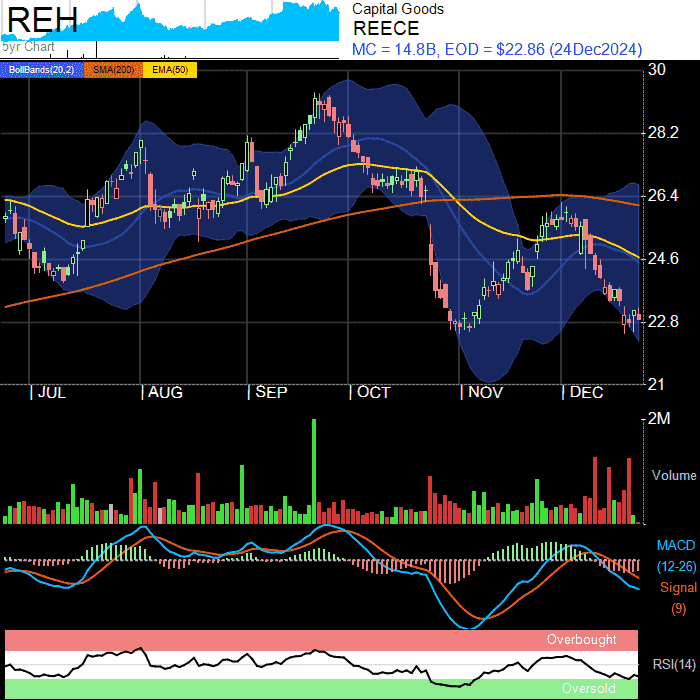 REH
5yr Chart
Capital Goods
REECE
MC = 14.8B, EOD = $22.86 (24Dec2024)
BollBands(20,2) SMA(200) EMA(50)
30
28.2
26.4
24.6
22.8
21
JUL AUG SEP OCT NOV DEC
2M
Volume
MACD
(12-26)
Signal
(9)
Overbought
RSI(14)
Oversold